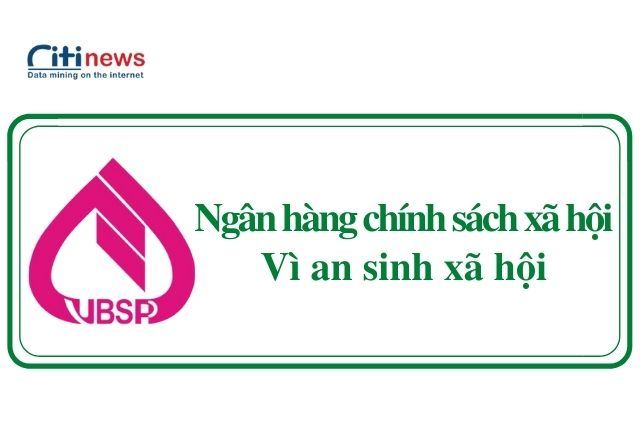 Citinews
Data mining on the internet
Ngân hàng chính sách xã hội
Vì an sinh xã hội
VBSP